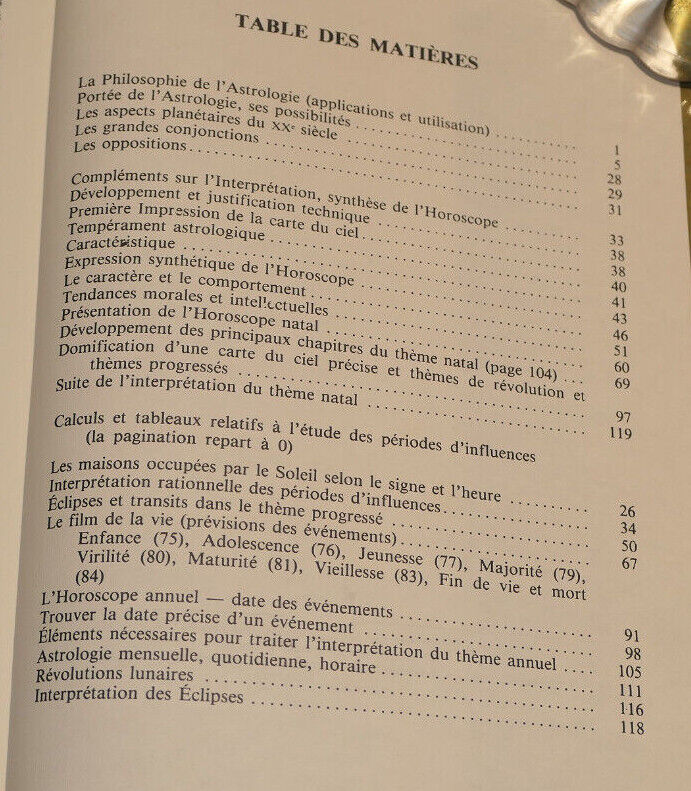 TABLE DES MATIÈRES
La Philosophie de l'Astrologie (applications et utilisation) .......... 1
Portée de l'Astrologie, ses possibilités .......... 5
Les aspects planétaires du XXe siècle .......... 28
Les grandes conjonctions .......... 29
Les oppositions .......... 31
Compléments sur l'Interprétation, synthèse de l'Horoscope .......... 33
Développement et justification technique .......... 38
Première Impression de la carte du ciel .......... 38
Tempérament astrologique .......... 40
Caractéristique .......... 41
Expression synthétique de l'Horoscope .......... 43
Le caractère et le comportement .......... 46
Tendances morales et intellectuelles .......... 51
Présentation de l'Horoscope natal .......... 60
Développement des principaux chapitres du thème natal (page 104) ... 69
Domification d'une carte du ciel précise et thèmes de révolution et
thèmes progressés .......... 97
Suite de l'interprétation du thème natal .......... 119
Calculs et tableaux relatifs à l'étude des périodes d'influences
(la pagination repart à 0)
Les maisons occupées par le Soleil selon le signe et l'heure .......... 26
Interprétation rationnelle des périodes d'influences .......... 34
Éclipses et transits dans le thème progressé .......... 50
Le film de la vie (prévisions des événements) .......... 67
Enfance (75), Adolescence (76), Jeunesse (77), Majorité (79),
Virilité (80), Maturité (81), Vieillesse (83), Fin de vie et mort
(84)
L'Horoscope annuel — date des événements .......... 91
Trouver la date précise d'un événement .......... 98
Éléments nécessaires pour traiter l'interprétation du thème annuel .... 105
Astrologie mensuelle, quotidienne, horaire .......... 111
Révolutions lunaires .......... 116
Interprétation des Éclipses .......... 118